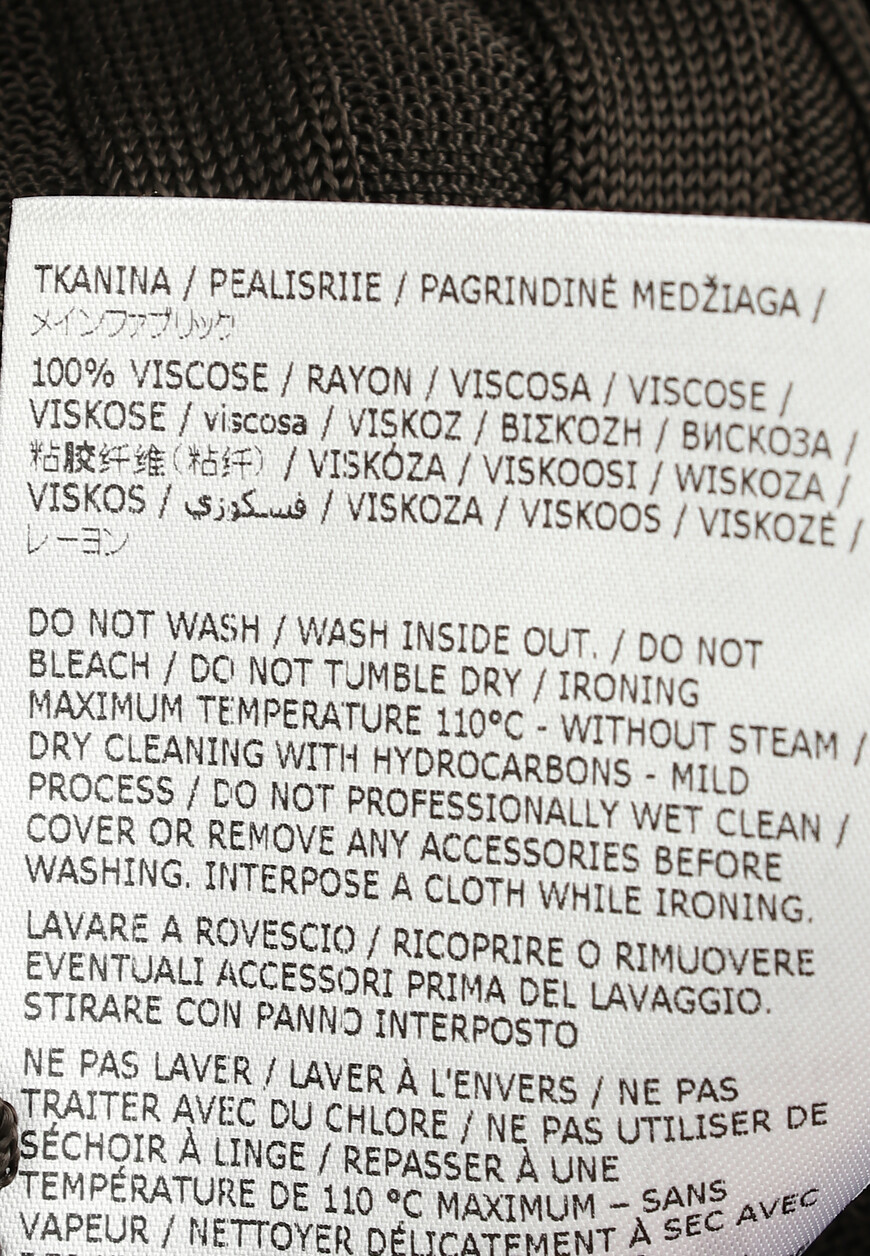 TKANINA / PEALISRIIE / PAGRINDINĖ MEDŽIAGA /
メインファブリック
100% VISCOSE / RAYON / VISCOSA / VISCOSE /
VISKOSE / viscosa / VISKOZ / ΒΙΣΚΟΖΗ / ВИСКОЗА /
粘胶纤维(粘纤) / VISKÓZA / VISKOOSI / WISKOZA /
VISKOS / فسكوزي / VISKOZA / VISKOOS / VISKOZĖ /
レーヨン
DO NOT WASH / WASH INSIDE OUT. / DO NOT
BLEACH / DO NOT TUMBLE DRY / IRONING
MAXIMUM TEMPERATURE 110°C - WITHOUT STEAM /
DRY CLEANING WITH HYDROCARBONS - MILD
PROCESS / DO NOT PROFESSIONALLY WET CLEAN /
COVER OR REMOVE ANY ACCESSORIES BEFORE
WASHING. INTERPOSE A CLOTH WHILE IRONING.
LAVARE A ROVESCIO / RICOPRIRE O RIMUOVERE
EVENTUALI ACCESSORI PRIMA DEL LAVAGGIO.
STIRARE CON PANNO INTERPOSTO
NE PAS LAVER / LAVER À L'ENVERS / NE PAS
TRAITER AVEC DU CHLORE / NE PAS UTILISER DE
SÉCHOIR À LINGE / REPASSER À UNE
TEMPÉRATURE DE 110 °C MAXIMUM – SANS
VAPEUR / NETTOYER DÉLICATEMENT À SEC AVEC